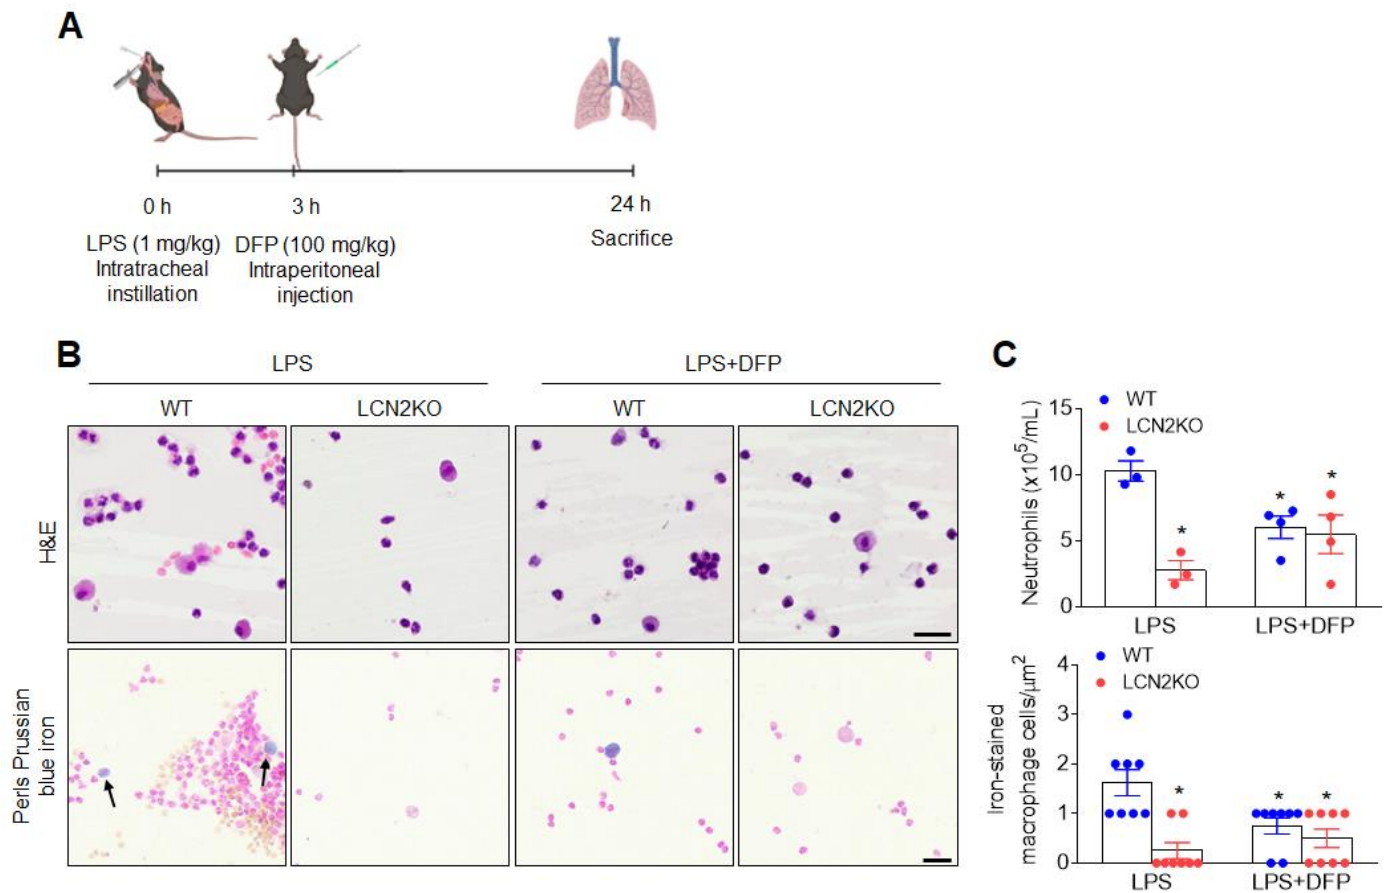 A
0 h
3 h
24 h
LPS (1 mg/kg)
Intratracheal
instillation
DFP (100 mg/kg)
Intraperitoneal
injection
Sacrifice
B
LPS
LPS+DFP
WT
LCN2KO
WT
LCN2KO
H&E
Perls Prussian
blue iron
C
WT
LCN2KO
Neutrophils (x10⁵/mL)
15
10
5
0
*
*
*
LPS
LPS+DFP
WT
LCN2KO
Iron-stained
macrophage cells/μm²
4
3
2
1
0
*
*
*
LPS
LPS+DFP